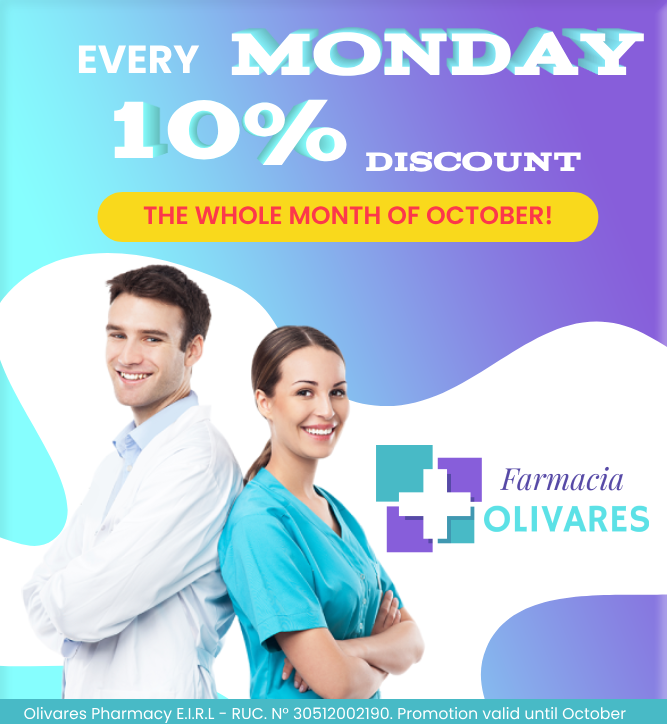 EVERY MONDAY
10% DISCOUNT
THE WHOLE MONTH OF OCTOBER!
Farmacia
OLIVARES
Olivares Pharmacy E.I.R.L - RUC. Nº 30512002190. Promotion valid until October